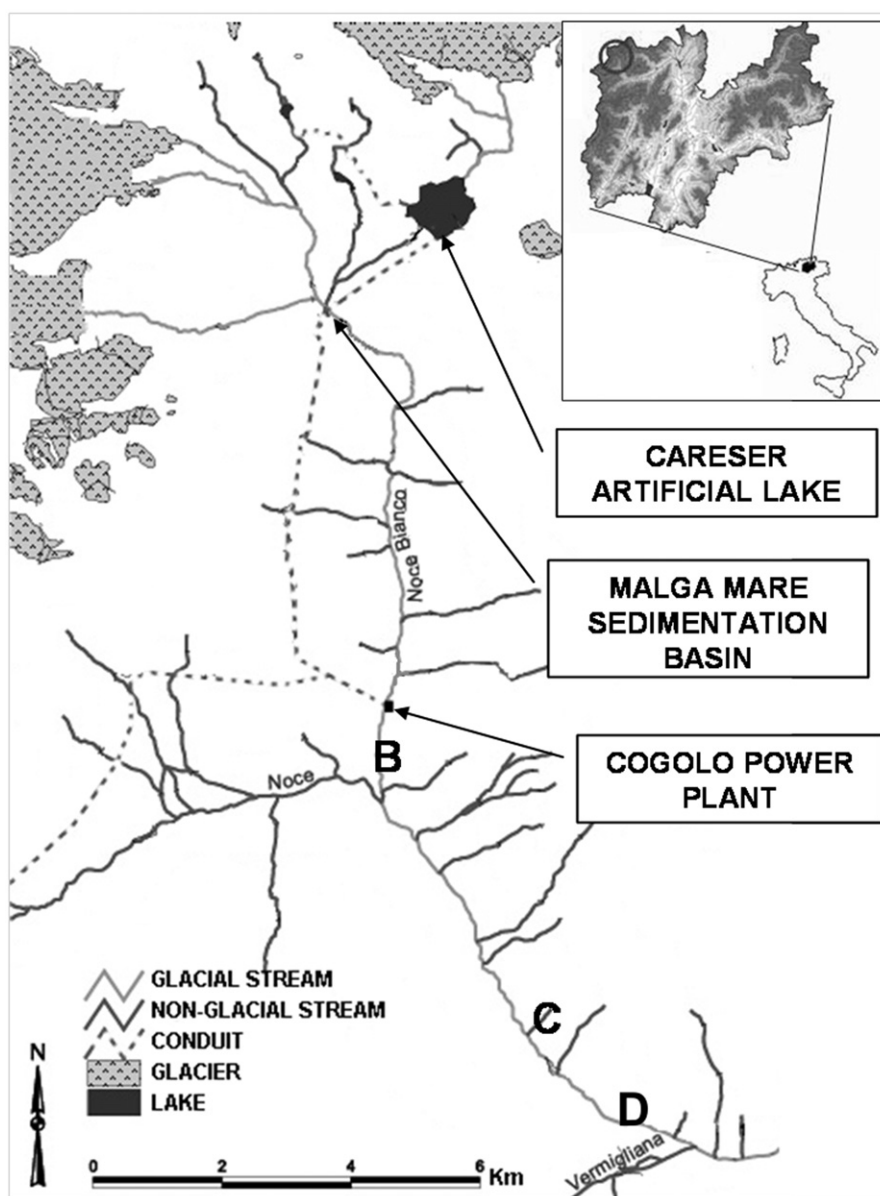 CARESER
ARTIFICIAL LAKE
Noce Bianco
MALGA MARE
SEDIMENTATION
BASIN
B
COGOLO POWER
PLANT
Noce
GLACIAL STREAM
NON-GLACIAL STREAM
CONDUIT
GLACIER
LAKE
C
D
Vermigliana
N
0 2 4 6 Km